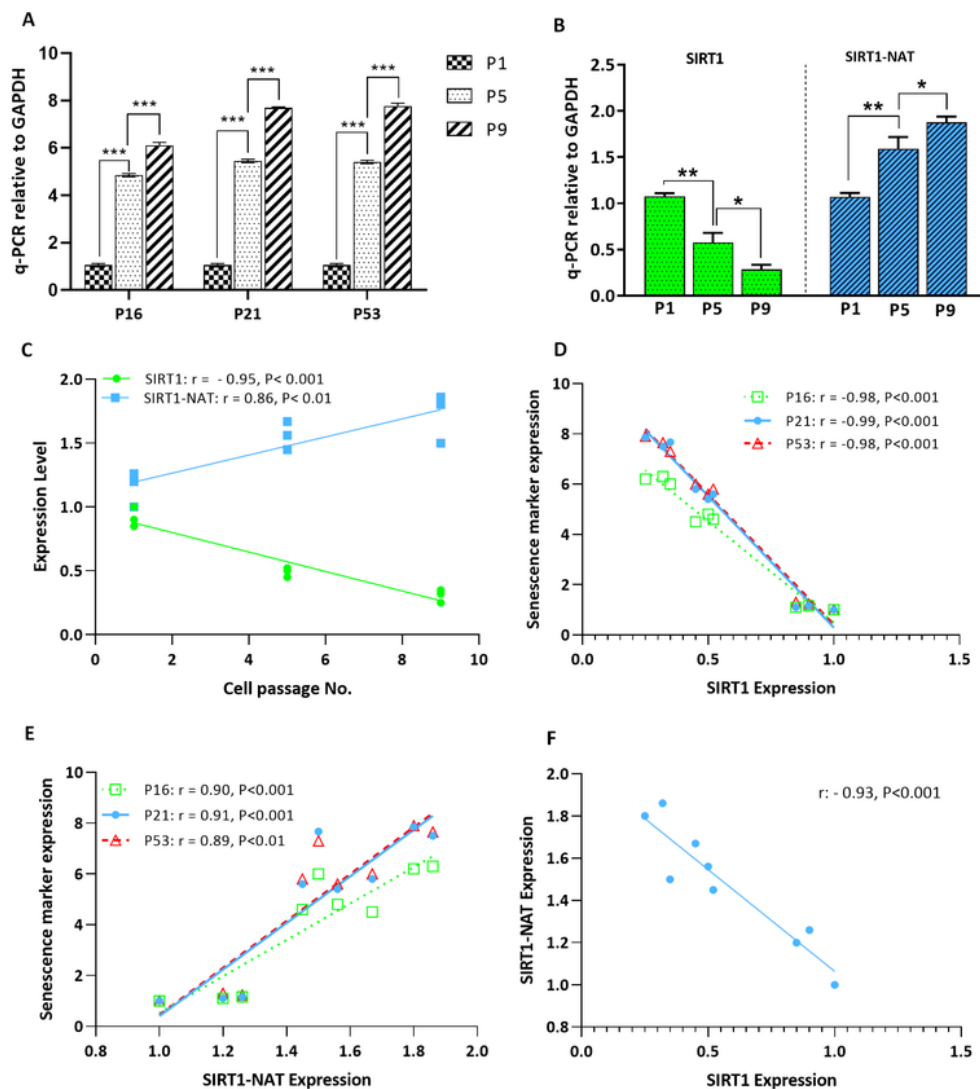 A
q-PCR relative to GAPDH
10
8
6
4
2
0
*** *** *** *** *** ***
P16 P21 P53
P1
P5
P9
B
SIRT1 SIRT1-NAT
q-PCR relative to GAPDH
2.5
2.0
1.5
1.0
0.5
0.0
** * ** *
P1 P5 P9 P1 P5 P9
C
SIRT1: r = - 0.95, P< 0.001
SIRT1-NAT: r = 0.86, P< 0.01
Expression Level
2.0
1.5
1.0
0.5
0.0
0 2 4 6 8 10
Cell passage No.
D
P16: r = -0.98, P<0.001
P21: r = -0.99, P<0.001
P53: r = -0.98, P<0.001
Senescence marker expression
10
8
6
4
2
0
0.0 0.5 1.0 1.5
SIRT1 Expression
E
P16: r = 0.90, P<0.001
P21: r = 0.91, P<0.001
P53: r = 0.89, P<0.01
Senescence marker expression
10
8
6
4
2
0
0.8 1.0 1.2 1.4 1.6 1.8 2.0
SIRT1-NAT Expression
F
r: - 0.93, P<0.001
SIRT1-NAT Expression
2.0
1.8
1.6
1.4
1.2
1.0
0.8
0.0 0.5 1.0 1.5
SIRT1 Expression